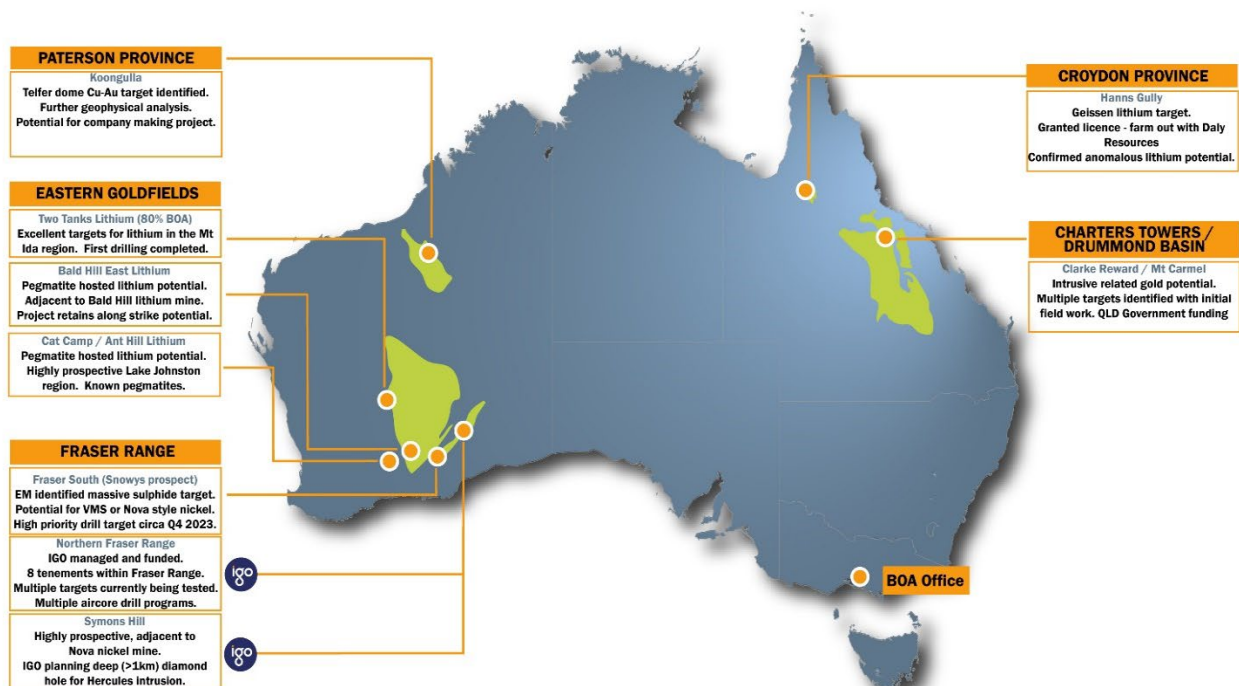 PATERSON PROVINCE
Koongulla
Telfer dome Cu-Au target identified.
Further geophysical analysis.
Potential for company making project.
EASTERN GOLDFIELDS
Two Tanks Lithium (80% BOA)
Excellent targets for lithium in the Mt
Ida region. First drilling completed.
Bald Hill East Lithium
Pegmatite hosted lithium potential.
Adjacent to Bald Hill lithium mine.
Project retains along strike potential.
Cat Camp / Ant Hill Lithium
Pegmatite hosted lithium potential.
Highly prospective Lake Johnston
region. Known pegmatites.
FRASER RANGE
Fraser South (Snowys prospect)
EM identified massive sulphide target.
Potential for VMS or Nova style nickel.
High priority drill target circa Q4 2023.
Northern Fraser Range
IGO managed and funded.
8 tenements within Fraser Range.
Multiple targets currently being tested.
Multiple aircore drill programs.
igo
Symons Hill
Highly prospective, adjacent to
Nova nickel mine.
IGO planning deep (>1km) diamond
hole for Hercules intrusion.
igo
CROYDON PROVINCE
Hanns Gully
Geissen lithium target.
Granted licence - farm out with Daly
Resources
Confirmed anomalous lithium potential.
CHARTERS TOWERS /
DRUMMOND BASIN
Clarke Reward / Mt Carmel
Intrusive related gold potential.
Multiple targets identified with initial
field work. QLD Government funding
BOA Office